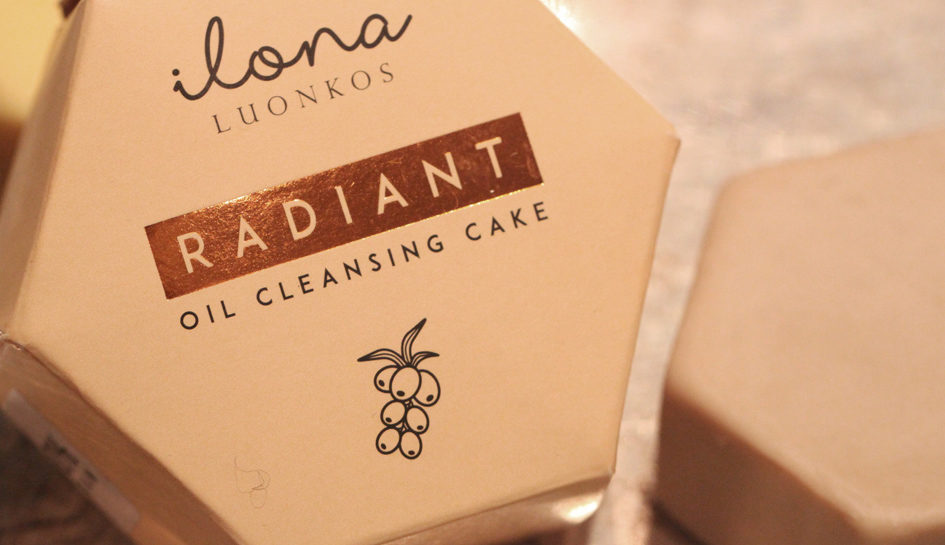 ilona
LUONKOS
RADIANT
OIL CLEANSING CAKE